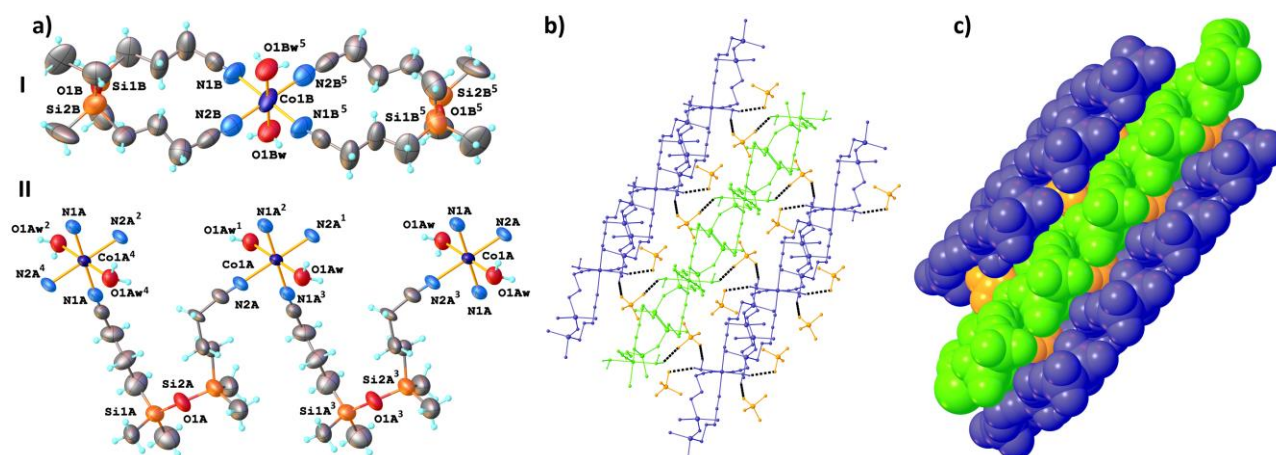 a)
b)
c)
I
O1Bw⁵
N1B
N2B⁵
Si1B
O1B
Si2B
Co1B
Si2B⁵
O1B⁵
Si1B⁵
N2B
N1B⁵
O1Bw
II
N1A
O1Aw²
N2A²
Co1A⁴
N2A⁴
O1Aw⁴
N1A
N1A²
N2A¹
O1Aw¹
Co1A
O1Aw
N2A
N1A³
N1A
O1Aw
N2A
Co1A
O1Aw
N2A³
N1A
Si2A
Si1A
O1A
Si2A³
Si1A³
O1A³